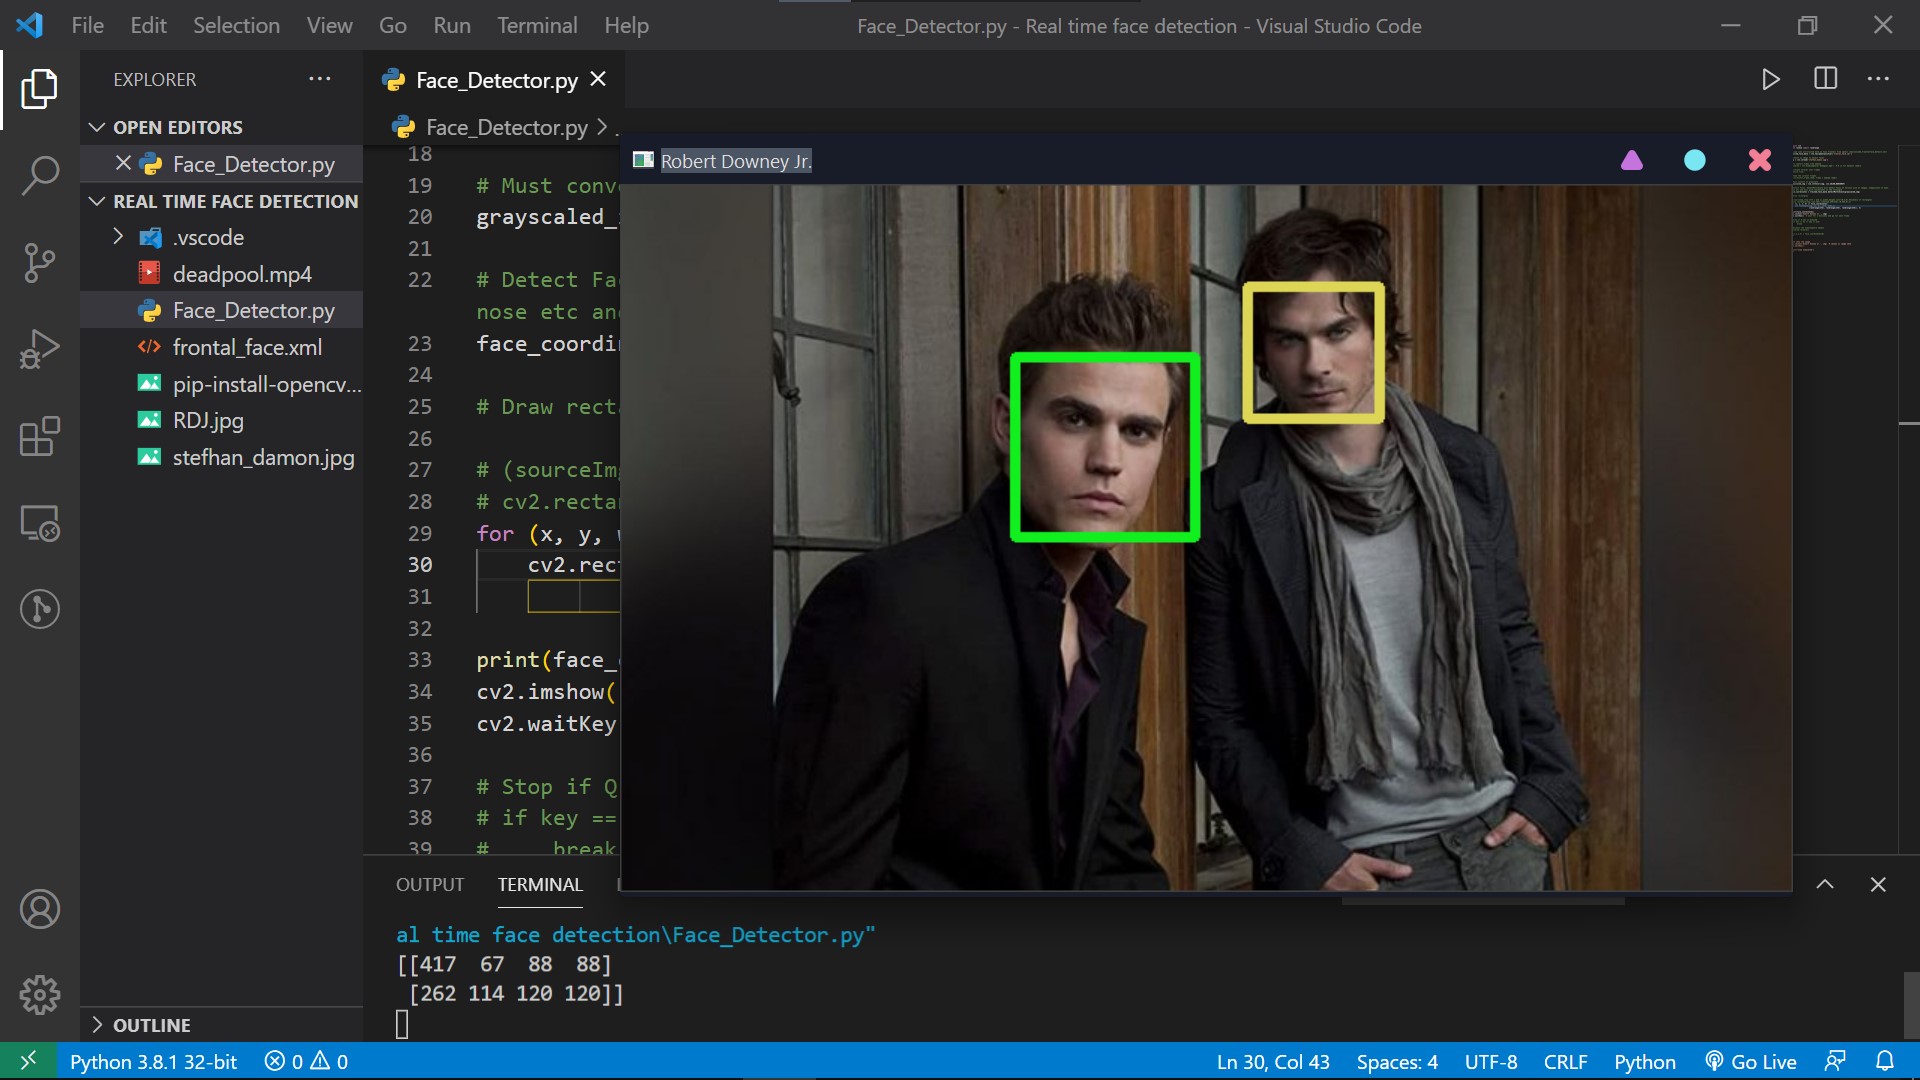 File Edit Selection View Go Run Terminal Help
Face_Detector.py - Real time face detection - Visual Studio Code
EXPLORER
OPEN EDITORS
Face_Detector.py
REAL TIME FACE DETECTION
.vscode
deadpool.mp4
Face_Detector.py
frontal_face.xml
pip-install-opencv...
RDJ.jpg
stefhan_damon.jpg
OUTLINE
Face_Detector.py
Face_Detector.py > .
18
19 # Must conv
20 grayscaled_
21
22 # Detect Fa
nose etc an
23 face_coordi
24
25 # Draw rect
26
27 # (sourceIm
28 # cv2.recta
29 for (x, y,
30 cv2.rec
31
32
33 print(face_
34 cv2.imshow(
35 cv2.waitKey
36
37 # Stop if Q
38 # if key ==
39 # break
Robert Downey Jr.
OUTPUT TERMINAL
al time face detection\Face_Detector.py"
[[417 67 88 88]
[262 114 120 120]]
Python 3.8.1 32-bit 0 0
Ln 30, Col 43 Spaces: 4 UTF-8 CRLF Python Go Live